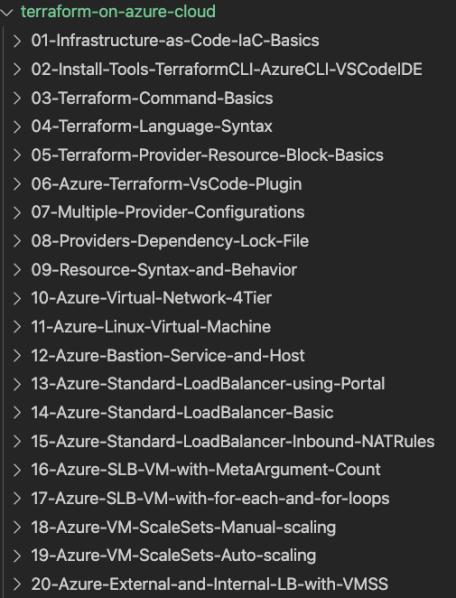 terraform-on-azure-cloud
01-Infrastructure-as-Code-IaC-Basics
02-Install-Tools-TerraformCLI-AzureCLI-VSCodeIDE
03-Terraform-Command-Basics
04-Terraform-Language-Syntax
05-Terraform-Provider-Resource-Block-Basics
06-Azure-Terraform-VsCode-Plugin
07-Multiple-Provider-Configurations
08-Providers-Dependency-Lock-File
09-Resource-Syntax-and-Behavior
10-Azure-Virtual-Network-4Tier
11-Azure-Linux-Virtual-Machine
12-Azure-Bastion-Service-and-Host
13-Azure-Standard-LoadBalancer-using-Portal
14-Azure-Standard-LoadBalancer-Basic
15-Azure-Standard-LoadBalancer-Inbound-NATRules
16-Azure-SLB-VM-with-MetaArgument-Count
17-Azure-SLB-VM-with-for-each-and-for-loops
18-Azure-VM-ScaleSets-Manual-scaling
19-Azure-VM-ScaleSets-Auto-scaling
20-Azure-External-and-Internal-LB-with-VMSS